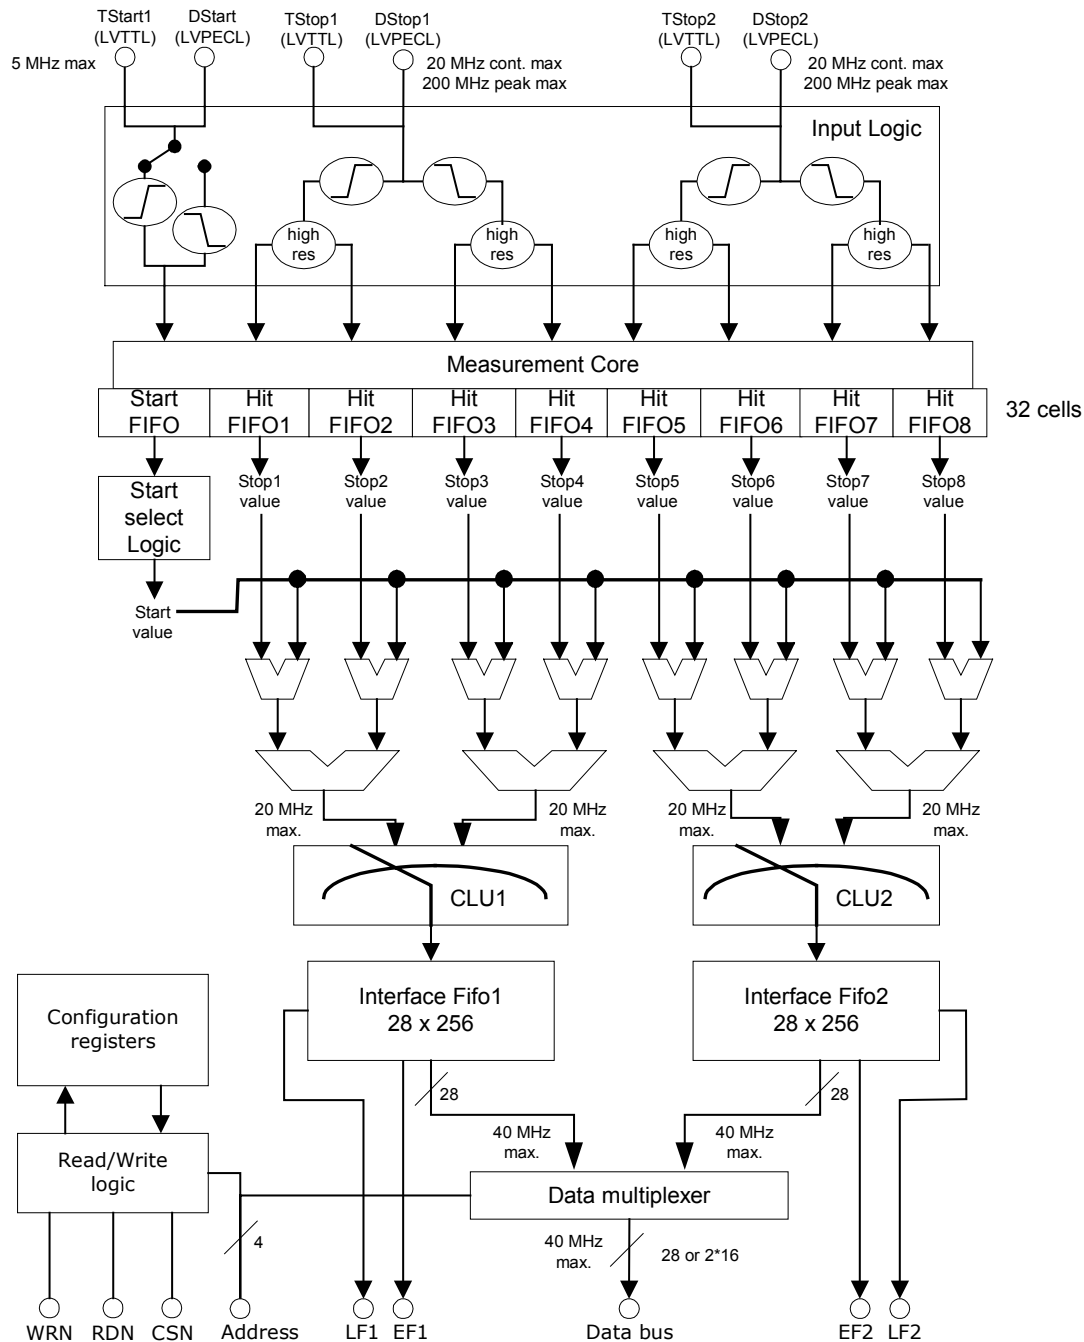 TStart1 DStart TStop1 DStop1 TStop2 DStop2
(LVTTL) (LVPECL) (LVTTL) (LVPECL) (LVTTL) (LVPECL)
5 MHz max 20 MHz cont. max 20 MHz cont. max
200 MHz peak max 200 MHz peak max
Input Logic
high high high high
res res res res
Measurement Core
Start Hit Hit Hit Hit Hit Hit Hit Hit
FIFO FIFO1 FIFO2 FIFO3 FIFO4 FIFO5 FIFO6 FIFO7 FIFO8
32 cells
Stop1 Stop2 Stop3 Stop4 Stop5 Stop6 Stop7 Stop8
value value value value value value value value
Start
select
Logic
Start
value
20 MHz 20 MHz 20 MHz 20 MHz
max. max. max. max.
CLU1 CLU2
Interface Fifo1 Interface Fifo2
28 x 256 28 x 256
Configuration
registers
28 28
40 MHz 40 MHz
max. max.
Read/Write
logic
Data multiplexer
4
40 MHz
max.
28 or 2*16
WRN RDN CSN Address LF1 EF1 Data bus EF2 LF2